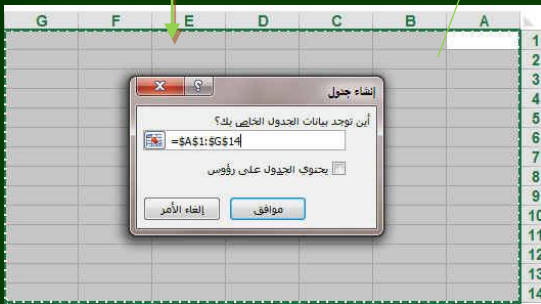 A B C D E F G
1
2
3
4
5
6
7
8
9
10
11
12
13
14
إنشاء جدول
أين توجد بيانات الجدول الخاص بك؟
=$A$1:$G$14
يحتوي الجدول على رؤوس
موافق
إلغاء الأمر